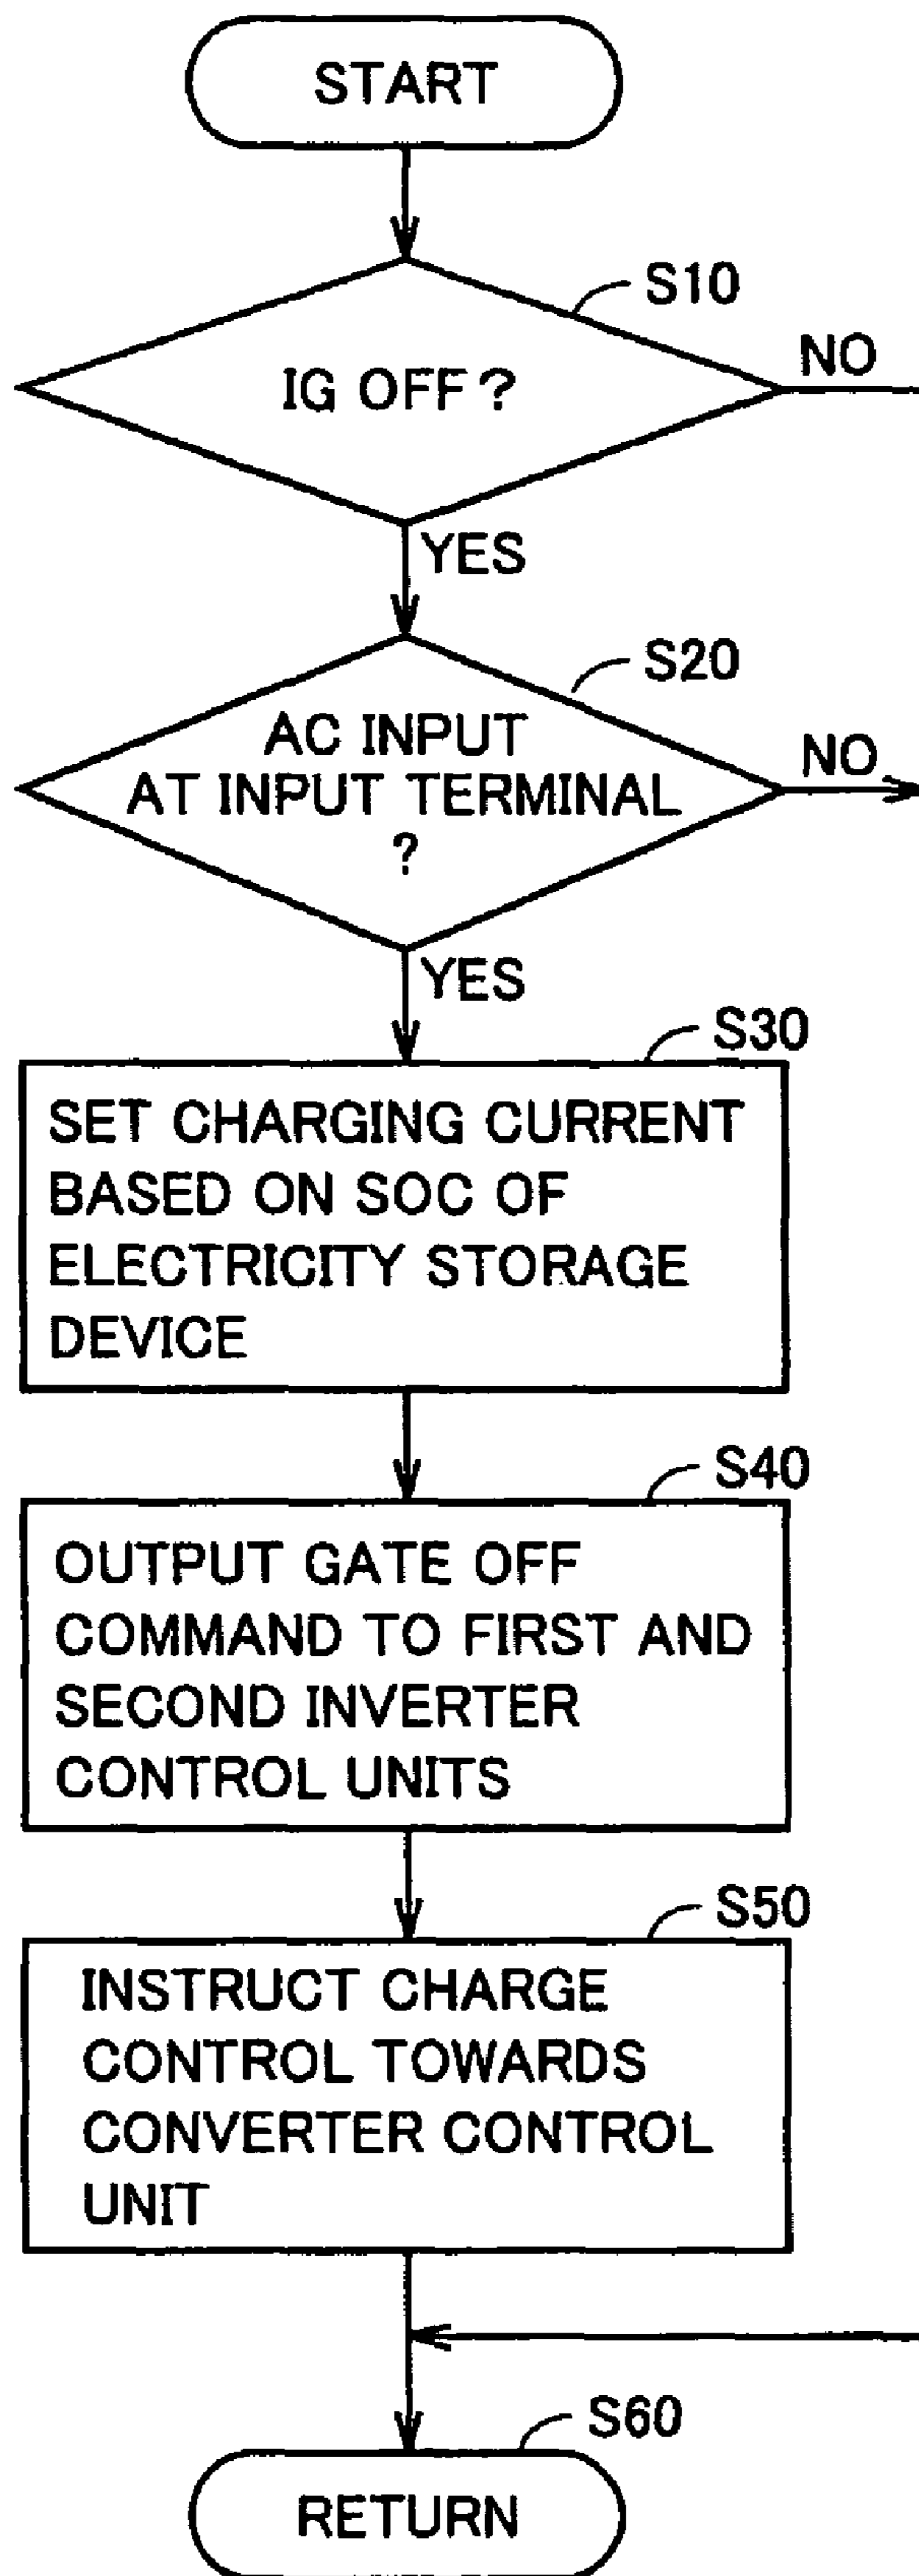 START
S10
IG OFF?
NO
YES
S20
AC INPUT
AT INPUT TERMINAL
?
NO
YES
S30
SET CHARGING CURRENT
BASED ON SOC OF
ELECTRICITY STORAGE
DEVICE
S40
OUTPUT GATE OFF
COMMAND TO FIRST AND
SECOND INVERTER
CONTROL UNITS
S50
INSTRUCT CHARGE
CONTROL TOWARDS
CONVERTER CONTROL
UNIT
S60
RETURN